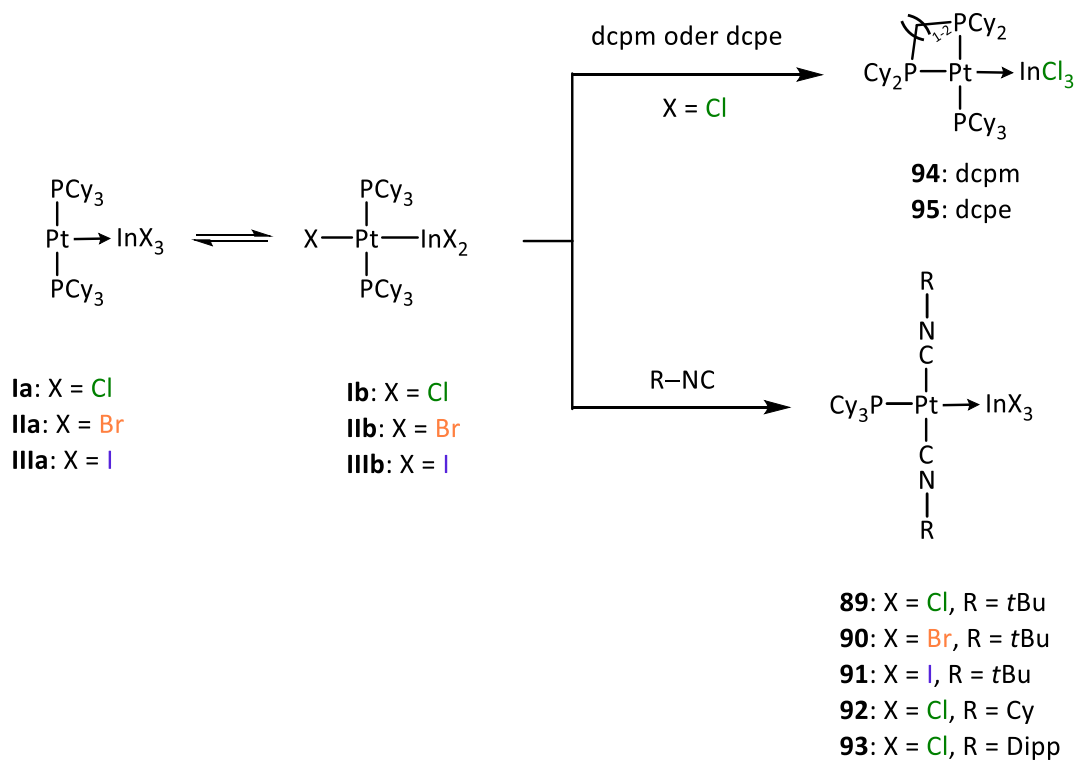 dcpm oder dcpe
X = Cl
1-2
PCy2
Cy2P
Pt
InCl3
PCy3
94: dcpm
95: dcpe
PCy3
Pt
InX3
PCy3
PCy3
X
Pt
InX2
PCy3
Ia: X = Cl
IIa: X = Br
IIIa: X = I
Ib: X = Cl
IIb: X = Br
IIIb: X = I
R–NC
R
N
C
Cy3P
Pt
InX3
C
N
R
89: X = Cl, R = tBu
90: X = Br, R = tBu
91: X = I, R = tBu
92: X = Cl, R = Cy
93: X = Cl, R = Dipp